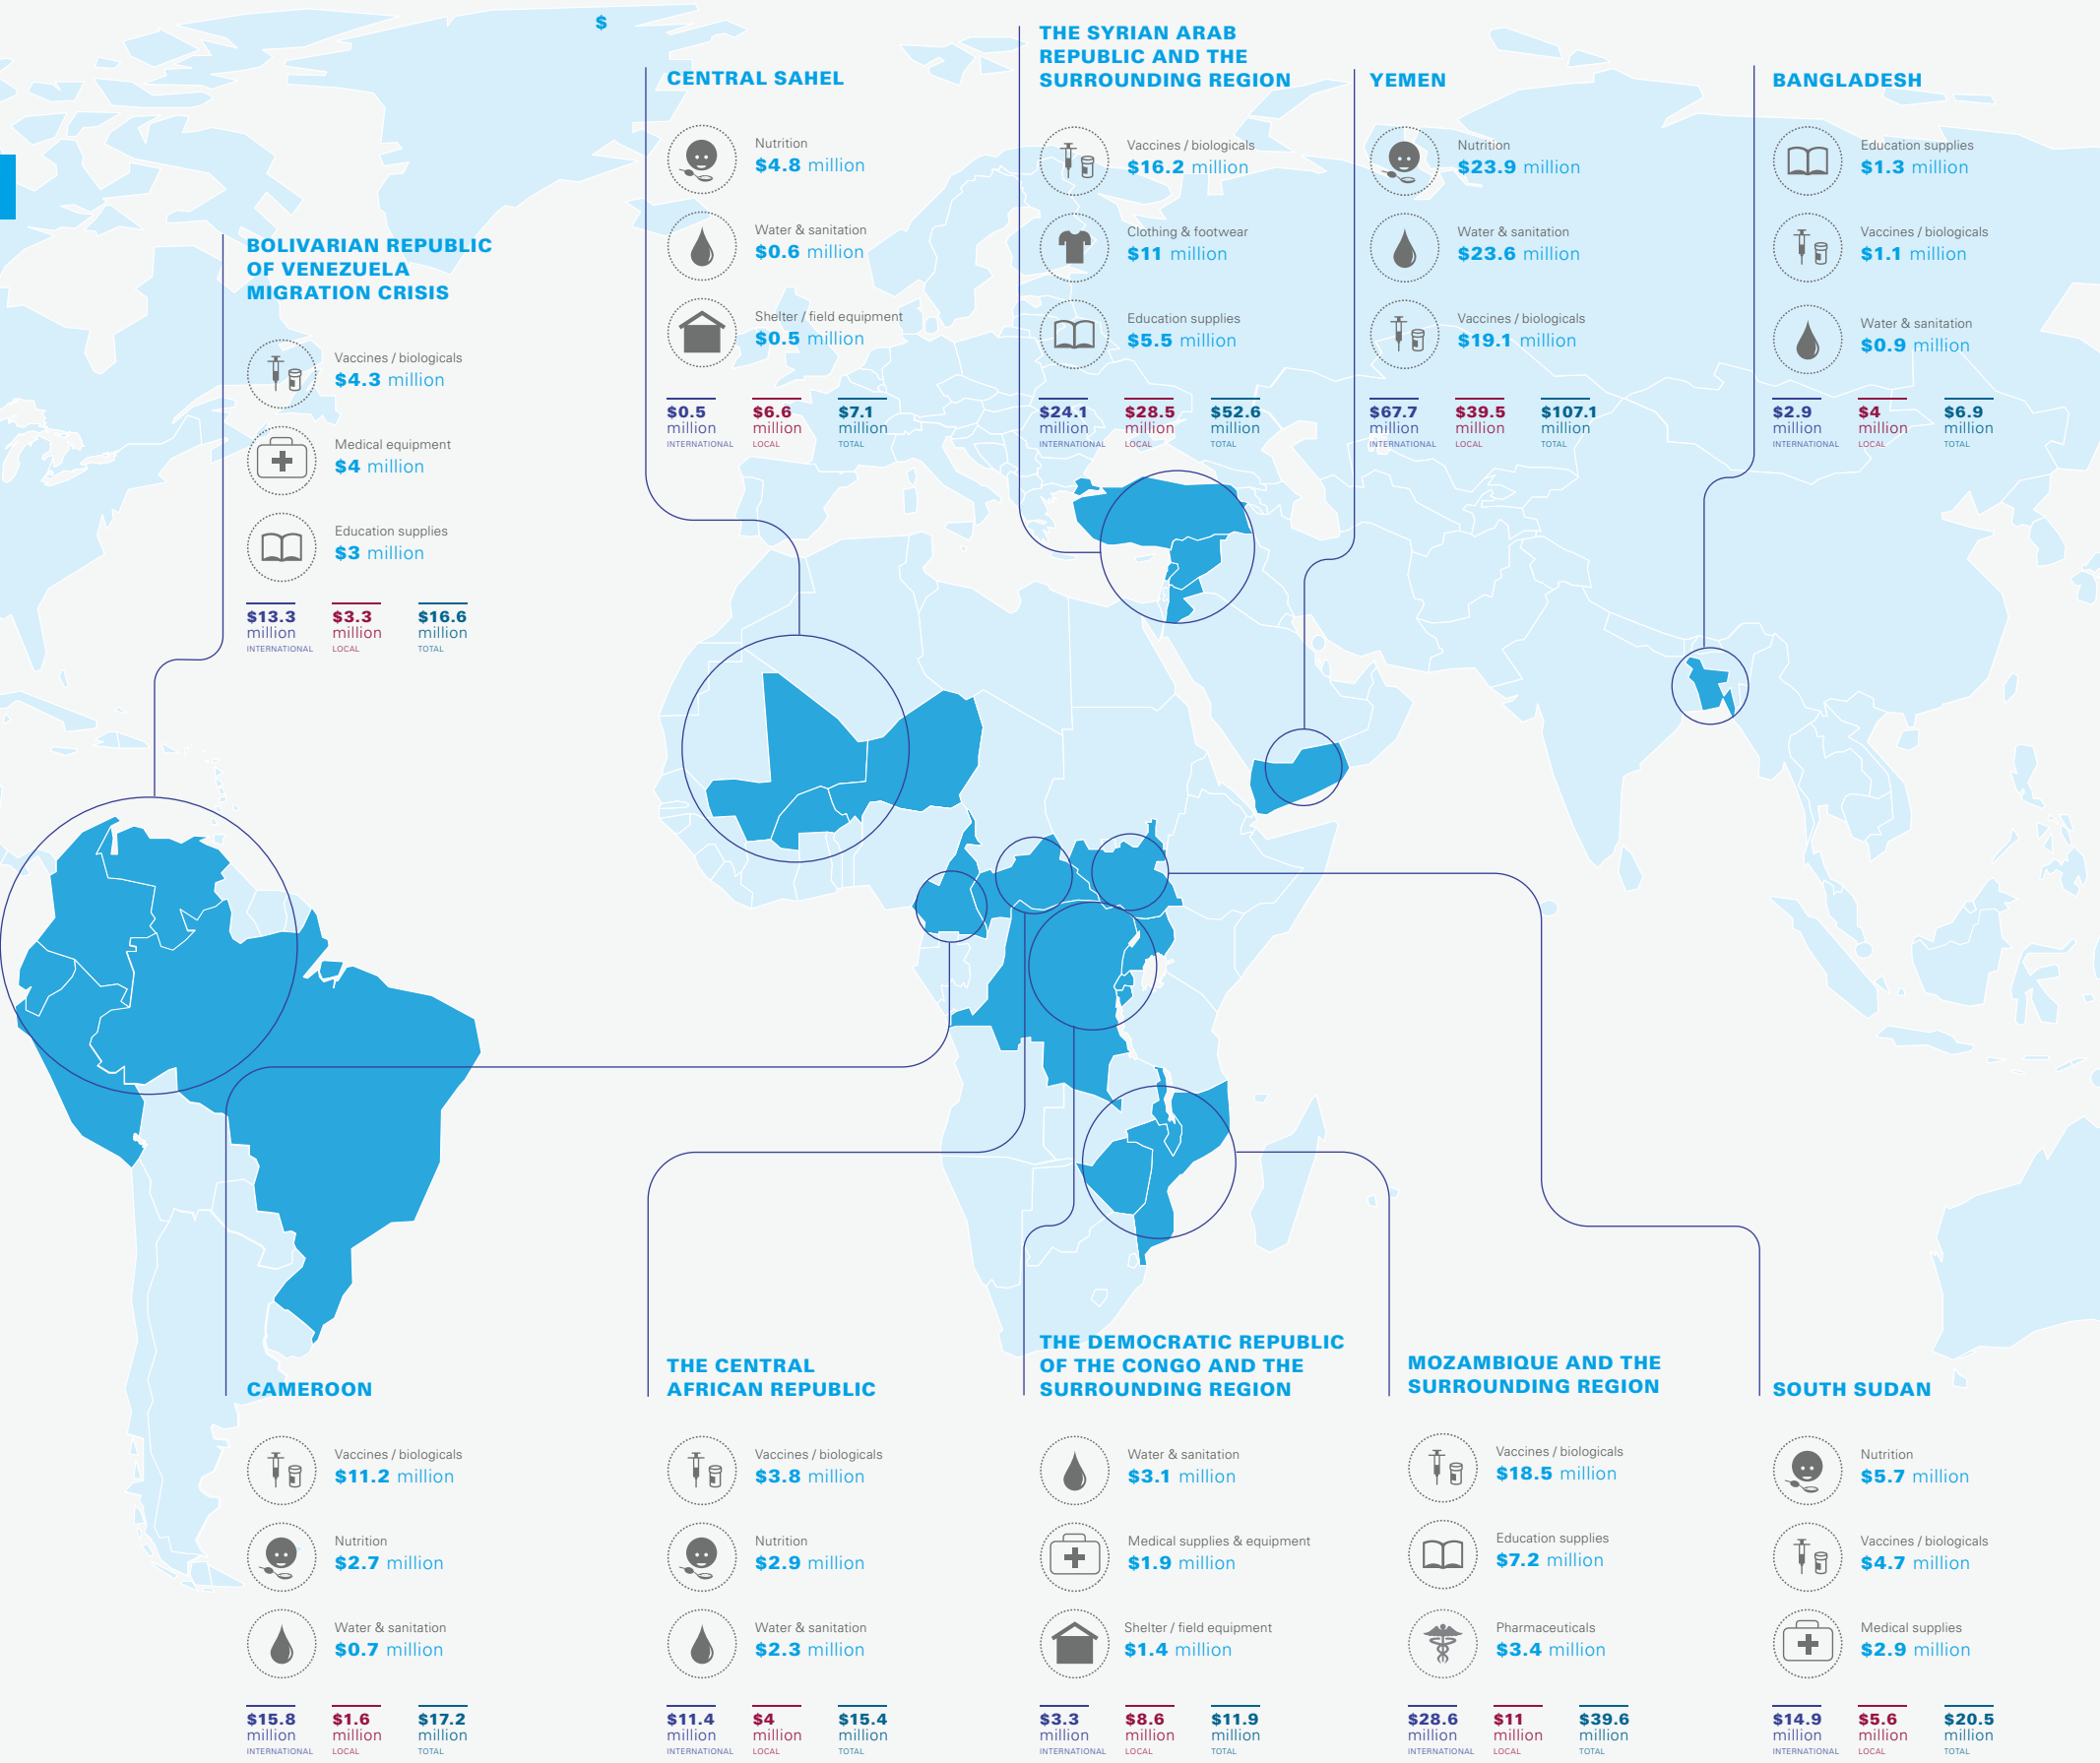 $
BOLIVARIAN REPUBLIC
OF VENEZUELA
MIGRATION CRISIS
Vaccines / biologicals
$4.3 million
Medical equipment
$4 million
Education supplies
$3 million
$13.3 million INTERNATIONAL
$3.3 million LOCAL
$16.6 million TOTAL
CENTRAL SAHEL
Nutrition
$4.8 million
Water & sanitation
$0.6 million
Shelter / field equipment
$0.5 million
$0.5 million INTERNATIONAL
$6.6 million LOCAL
$7.1 million TOTAL
THE SYRIAN ARAB
REPUBLIC AND THE
SURROUNDING REGION
Vaccines / biologicals
$16.2 million
Clothing & footwear
$11 million
Education supplies
$5.5 million
$24.1 million INTERNATIONAL
$28.5 million LOCAL
$52.6 million TOTAL
YEMEN
Nutrition
$23.9 million
Water & sanitation
$23.6 million
Vaccines / biologicals
$19.1 million
$67.7 million INTERNATIONAL
$39.5 million LOCAL
$107.1 million TOTAL
BANGLADESH
Education supplies
$1.3 million
Vaccines / biologicals
$1.1 million
Water & sanitation
$0.9 million
$2.9 million INTERNATIONAL
$4 million LOCAL
$6.9 million TOTAL
CAMEROON
Vaccines / biologicals
$11.2 million
Nutrition
$2.7 million
Water & sanitation
$0.7 million
$15.8 million INTERNATIONAL
$1.6 million LOCAL
$17.2 million TOTAL
THE CENTRAL
AFRICAN REPUBLIC
Vaccines / biologicals
$3.8 million
Nutrition
$2.9 million
Water & sanitation
$2.3 million
$11.4 million INTERNATIONAL
$4 million LOCAL
$15.4 million TOTAL
THE DEMOCRATIC REPUBLIC
OF THE CONGO AND THE
SURROUNDING REGION
Water & sanitation
$3.1 million
Medical supplies & equipment
$1.9 million
Shelter / field equipment
$1.4 million
$3.3 million INTERNATIONAL
$8.6 million LOCAL
$11.9 million TOTAL
MOZAMBIQUE AND THE
SURROUNDING REGION
Vaccines / biologicals
$18.5 million
Education supplies
$7.2 million
Pharmaceuticals
$3.4 million
$28.6 million INTERNATIONAL
$11 million LOCAL
$39.6 million TOTAL
SOUTH SUDAN
Nutrition
$5.7 million
Vaccines / biologicals
$4.7 million
Medical supplies
$2.9 million
$14.9 million INTERNATIONAL
$5.6 million LOCAL
$20.5 million TOTAL